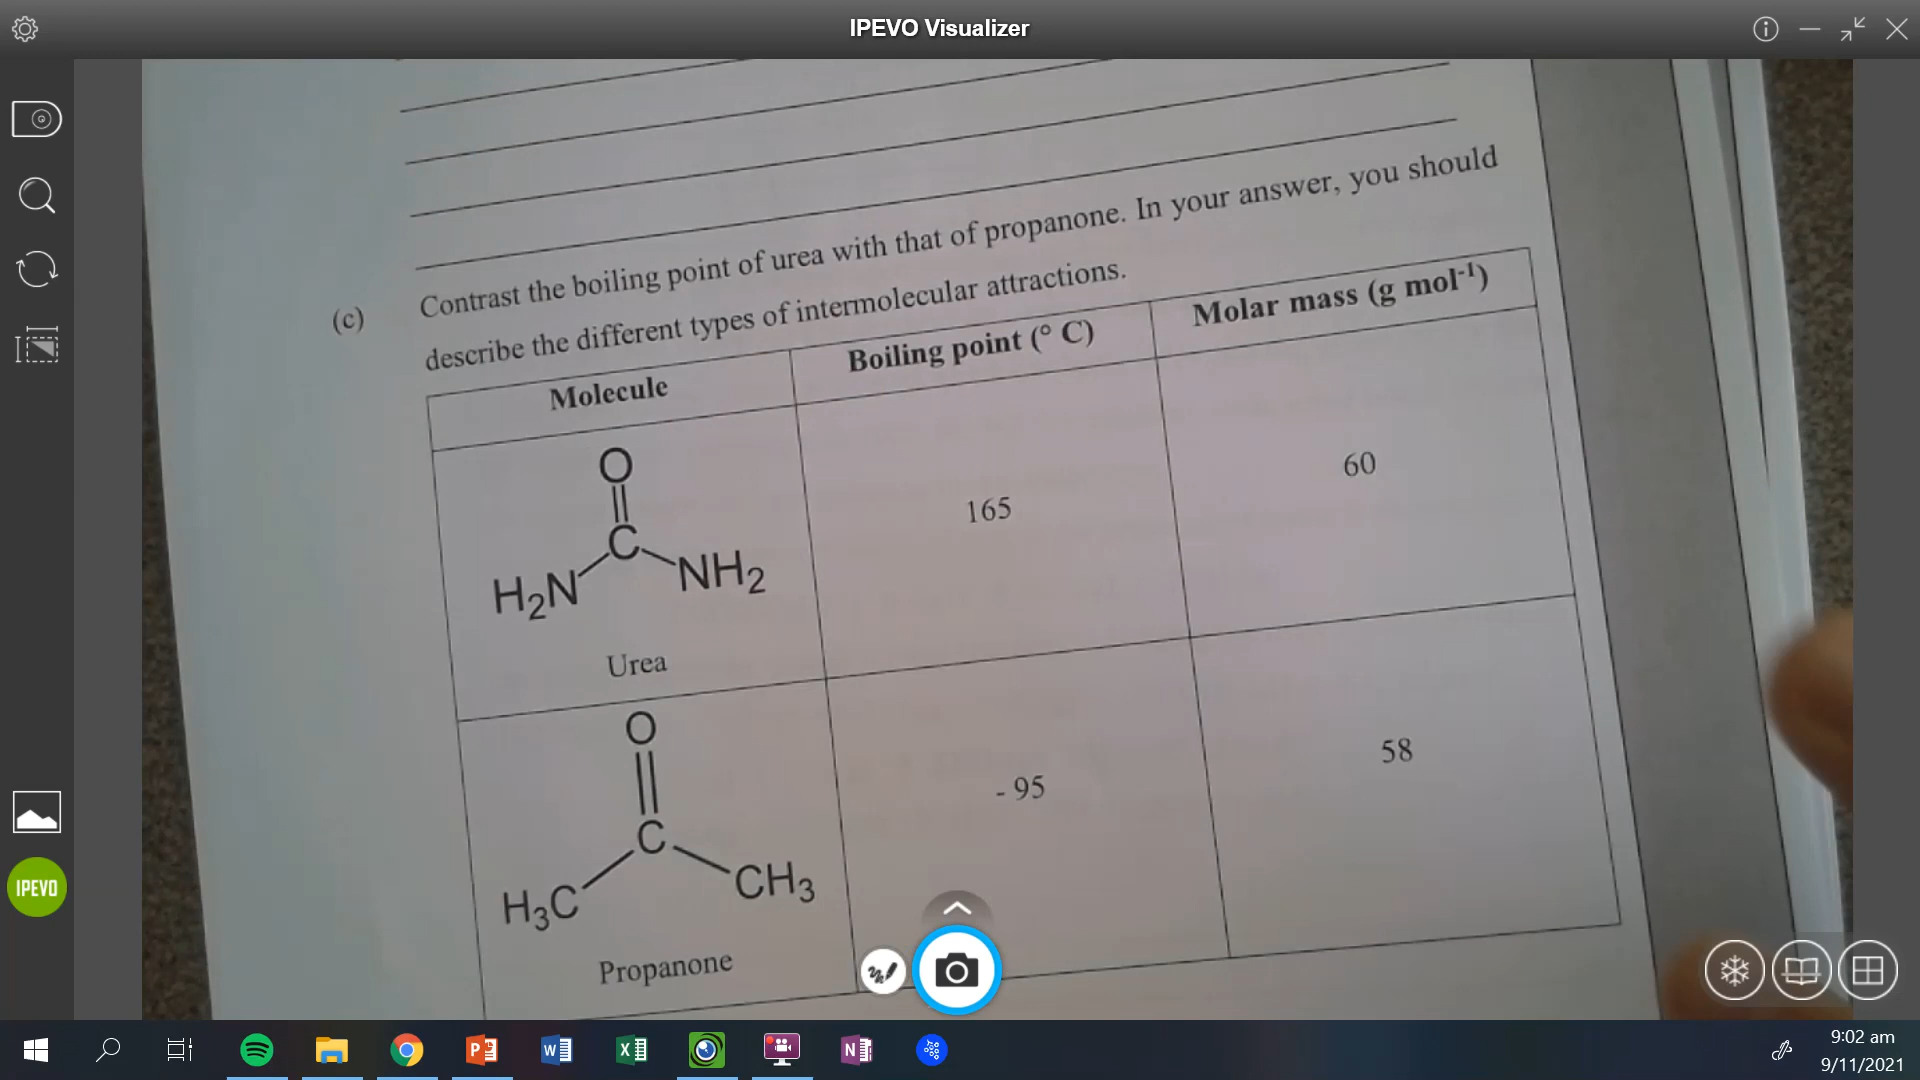 IPEVO Visualizer
(c) Contrast the boiling point of urea with that of propanone. In your answer, you should
describe the different types of intermolecular attractions.
Molecule Boiling point (° C) Molar mass (g mol⁻¹)
O
C
H₂N NH₂
Urea
165
60
O
C
H₃C CH₃
Propanone
- 95
58
IPEVO
9:02 am
9/11/2021